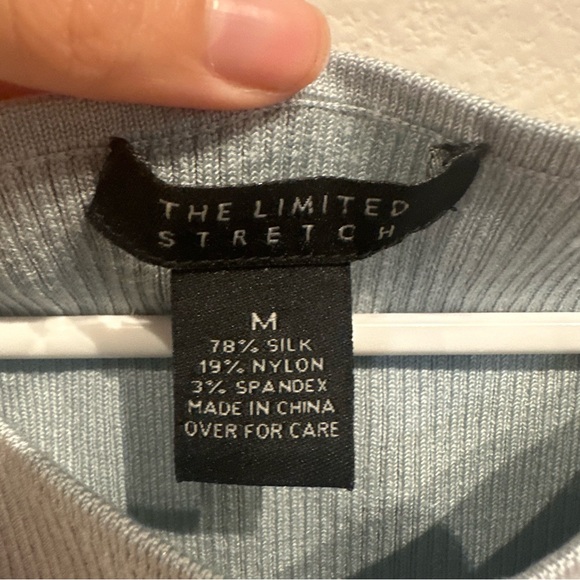 THE LIMITED
STRETCH
M
78% SILK
19% NYLON
3% SPANDEX
MADE IN CHINA
OVER FOR CARE